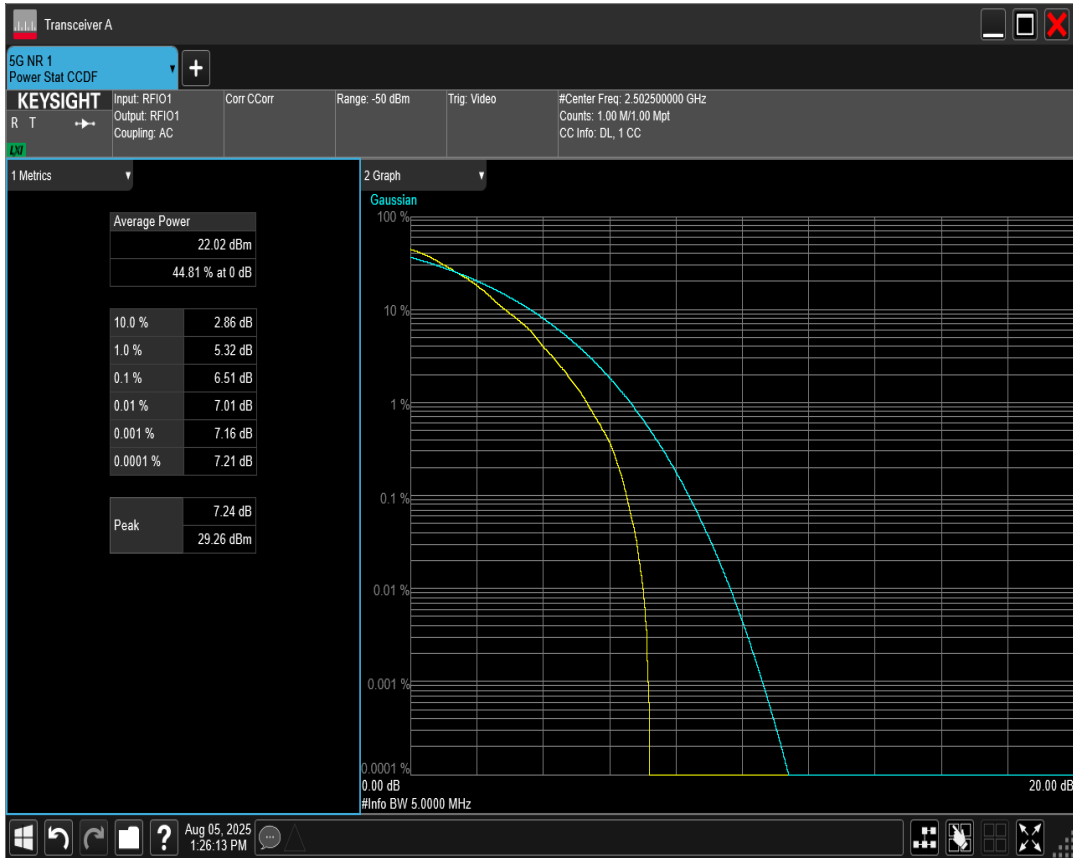 Transceiver A
5G NR 1
Power Stat CCDF
+
KEYSIGHT
R T
LXI
Input: RFIO1
Output: RFIO1
Coupling: AC
Corr CCorr
Range: -50 dBm
Trig: Video
#Center Freq: 2.502500000 GHz
Counts: 1.00 M/1.00 Mpt
CC Info: DL, 1 CC
1 Metrics
Average Power
22.02 dBm
44.81 % at 0 dB
10.0 % 2.86 dB
1.0 % 5.32 dB
0.1 % 6.51 dB
0.01 % 7.01 dB
0.001 % 7.16 dB
0.0001 % 7.21 dB
Peak
7.24 dB
29.26 dBm
2 Graph
Gaussian
100 %
10 %
1 %
0.1 %
0.01 %
0.001 %
0.0001 %
0.00 dB 20.00 dB
#Info BW 5.0000 MHz
?
Aug 05, 2025
1:26:13 PM